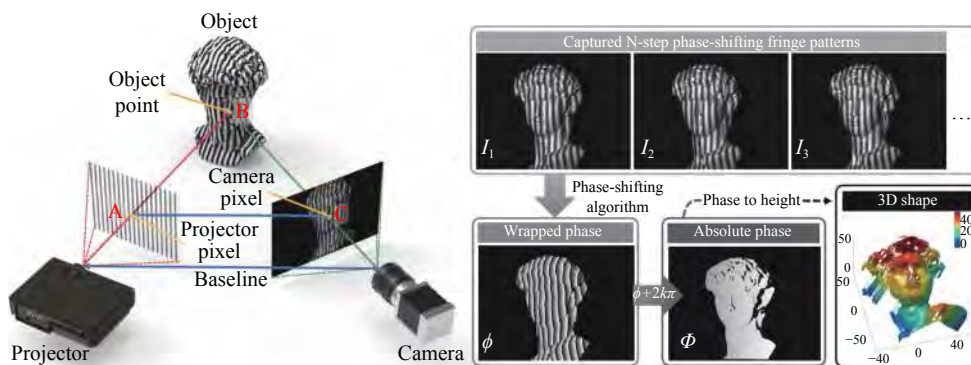 Object
Object
point
B
Camera
pixel
A
C
Projector
pixel
Baseline
Projector
Camera
Captured N-step phase-shifting fringe patterns
I1
I2
I3
...
Phase-shifting
algorithm
Phase to height
Wrapped phase
ϕ
ϕ+2kπ
Absolute phase
Φ
3D shape
40
20
0
50
50
0
0
−50
−40
0
40